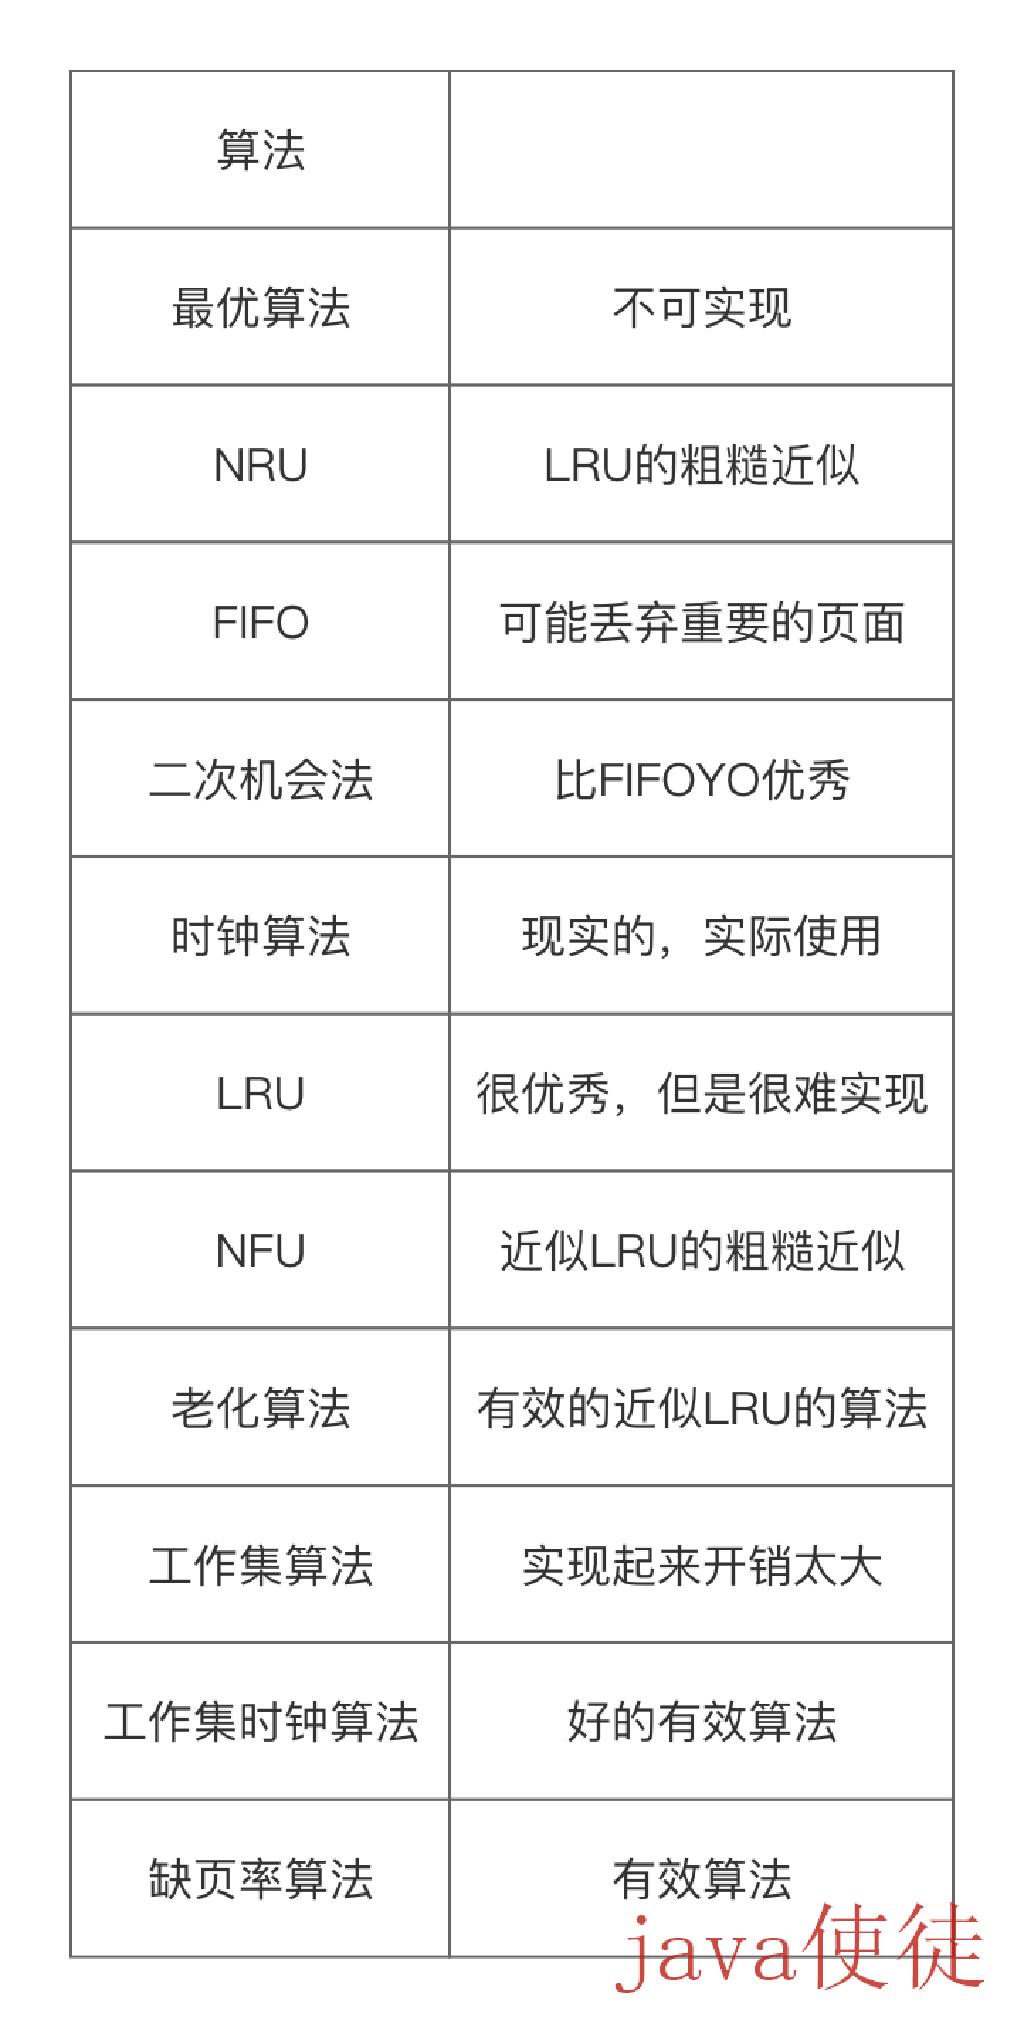 算法
最优算法 不可实现
NRU LRU的粗糙近似
FIFO 可能丢弃重要的页面
二次机会法 比FIFOYO优秀
时钟算法 现实的，实际使用
LRU 很优秀，但是很难实现
NFU 近似LRU的粗糙近似
老化算法 有效的近似LRU的算法
工作集算法 实现起来开销太大
工作集时钟算法 好的有效算法
缺页率算法 有效算法
java使徒